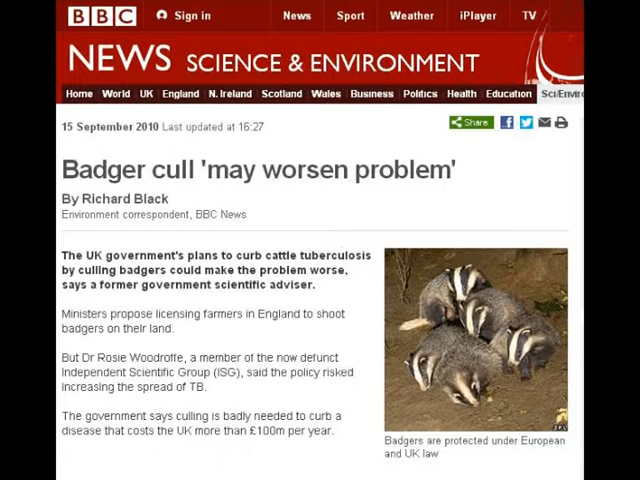 BBC Sign in News Sport Weather iPlayer TV
NEWS SCIENCE & ENVIRONMENT
Home World UK England N. Ireland Scotland Wales Business Politics Health Education Sci/Enviro
15 September 2010 Last updated at 16:27
Share
Badger cull 'may worsen problem'
By Richard Black
Environment correspondent, BBC News
The UK government's plans to curb cattle tuberculosis
by culling badgers could make the problem worse,
says a former government scientific adviser.
Ministers propose licensing farmers in England to shoot
badgers on their land.
But Dr Rosie Woodroffe, a member of the now defunct
Independent Scientific Group (ISG), said the policy risked
increasing the spread of TB.
The government says culling is badly needed to curb a
disease that costs the UK more than £100m per year.
SPL
Badgers are protected under European
and UK law